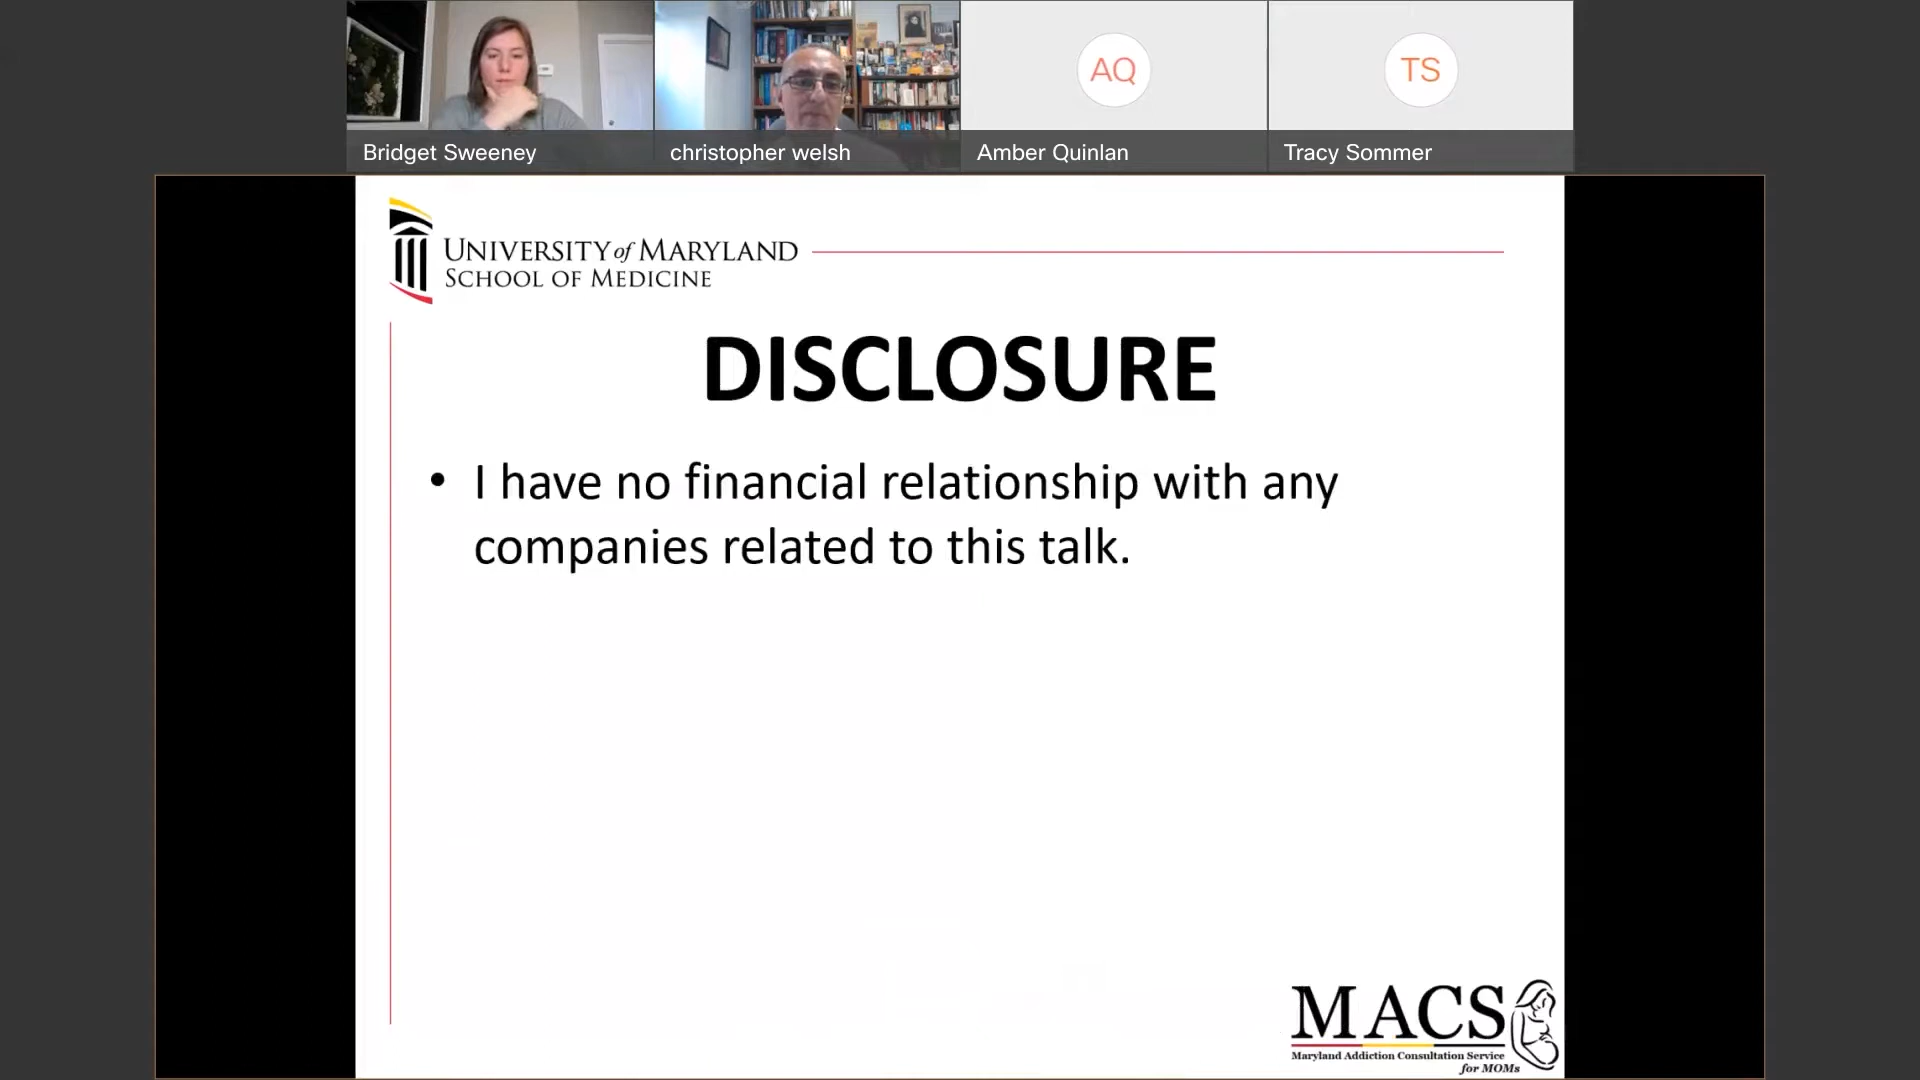 AQ
TS
Bridget Sweeney
christopher welsh
Amber Quinlan
Tracy Sommer
UNIVERSITY of MARYLAND
SCHOOL OF MEDICINE
DISCLOSURE
• I have no financial relationship with any
companies related to this talk.
MACS
Maryland Addiction Consultation Service
for MOMs